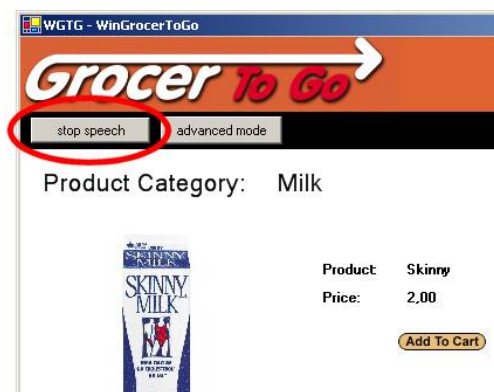 WGTG - WinGrocerToGo
Grocer To Go
stop speech advanced mode
Product Category: Milk
SKINNY
MILK
SKINNY
MILK
Product: Skinny
Price: 2,00
Add To Cart